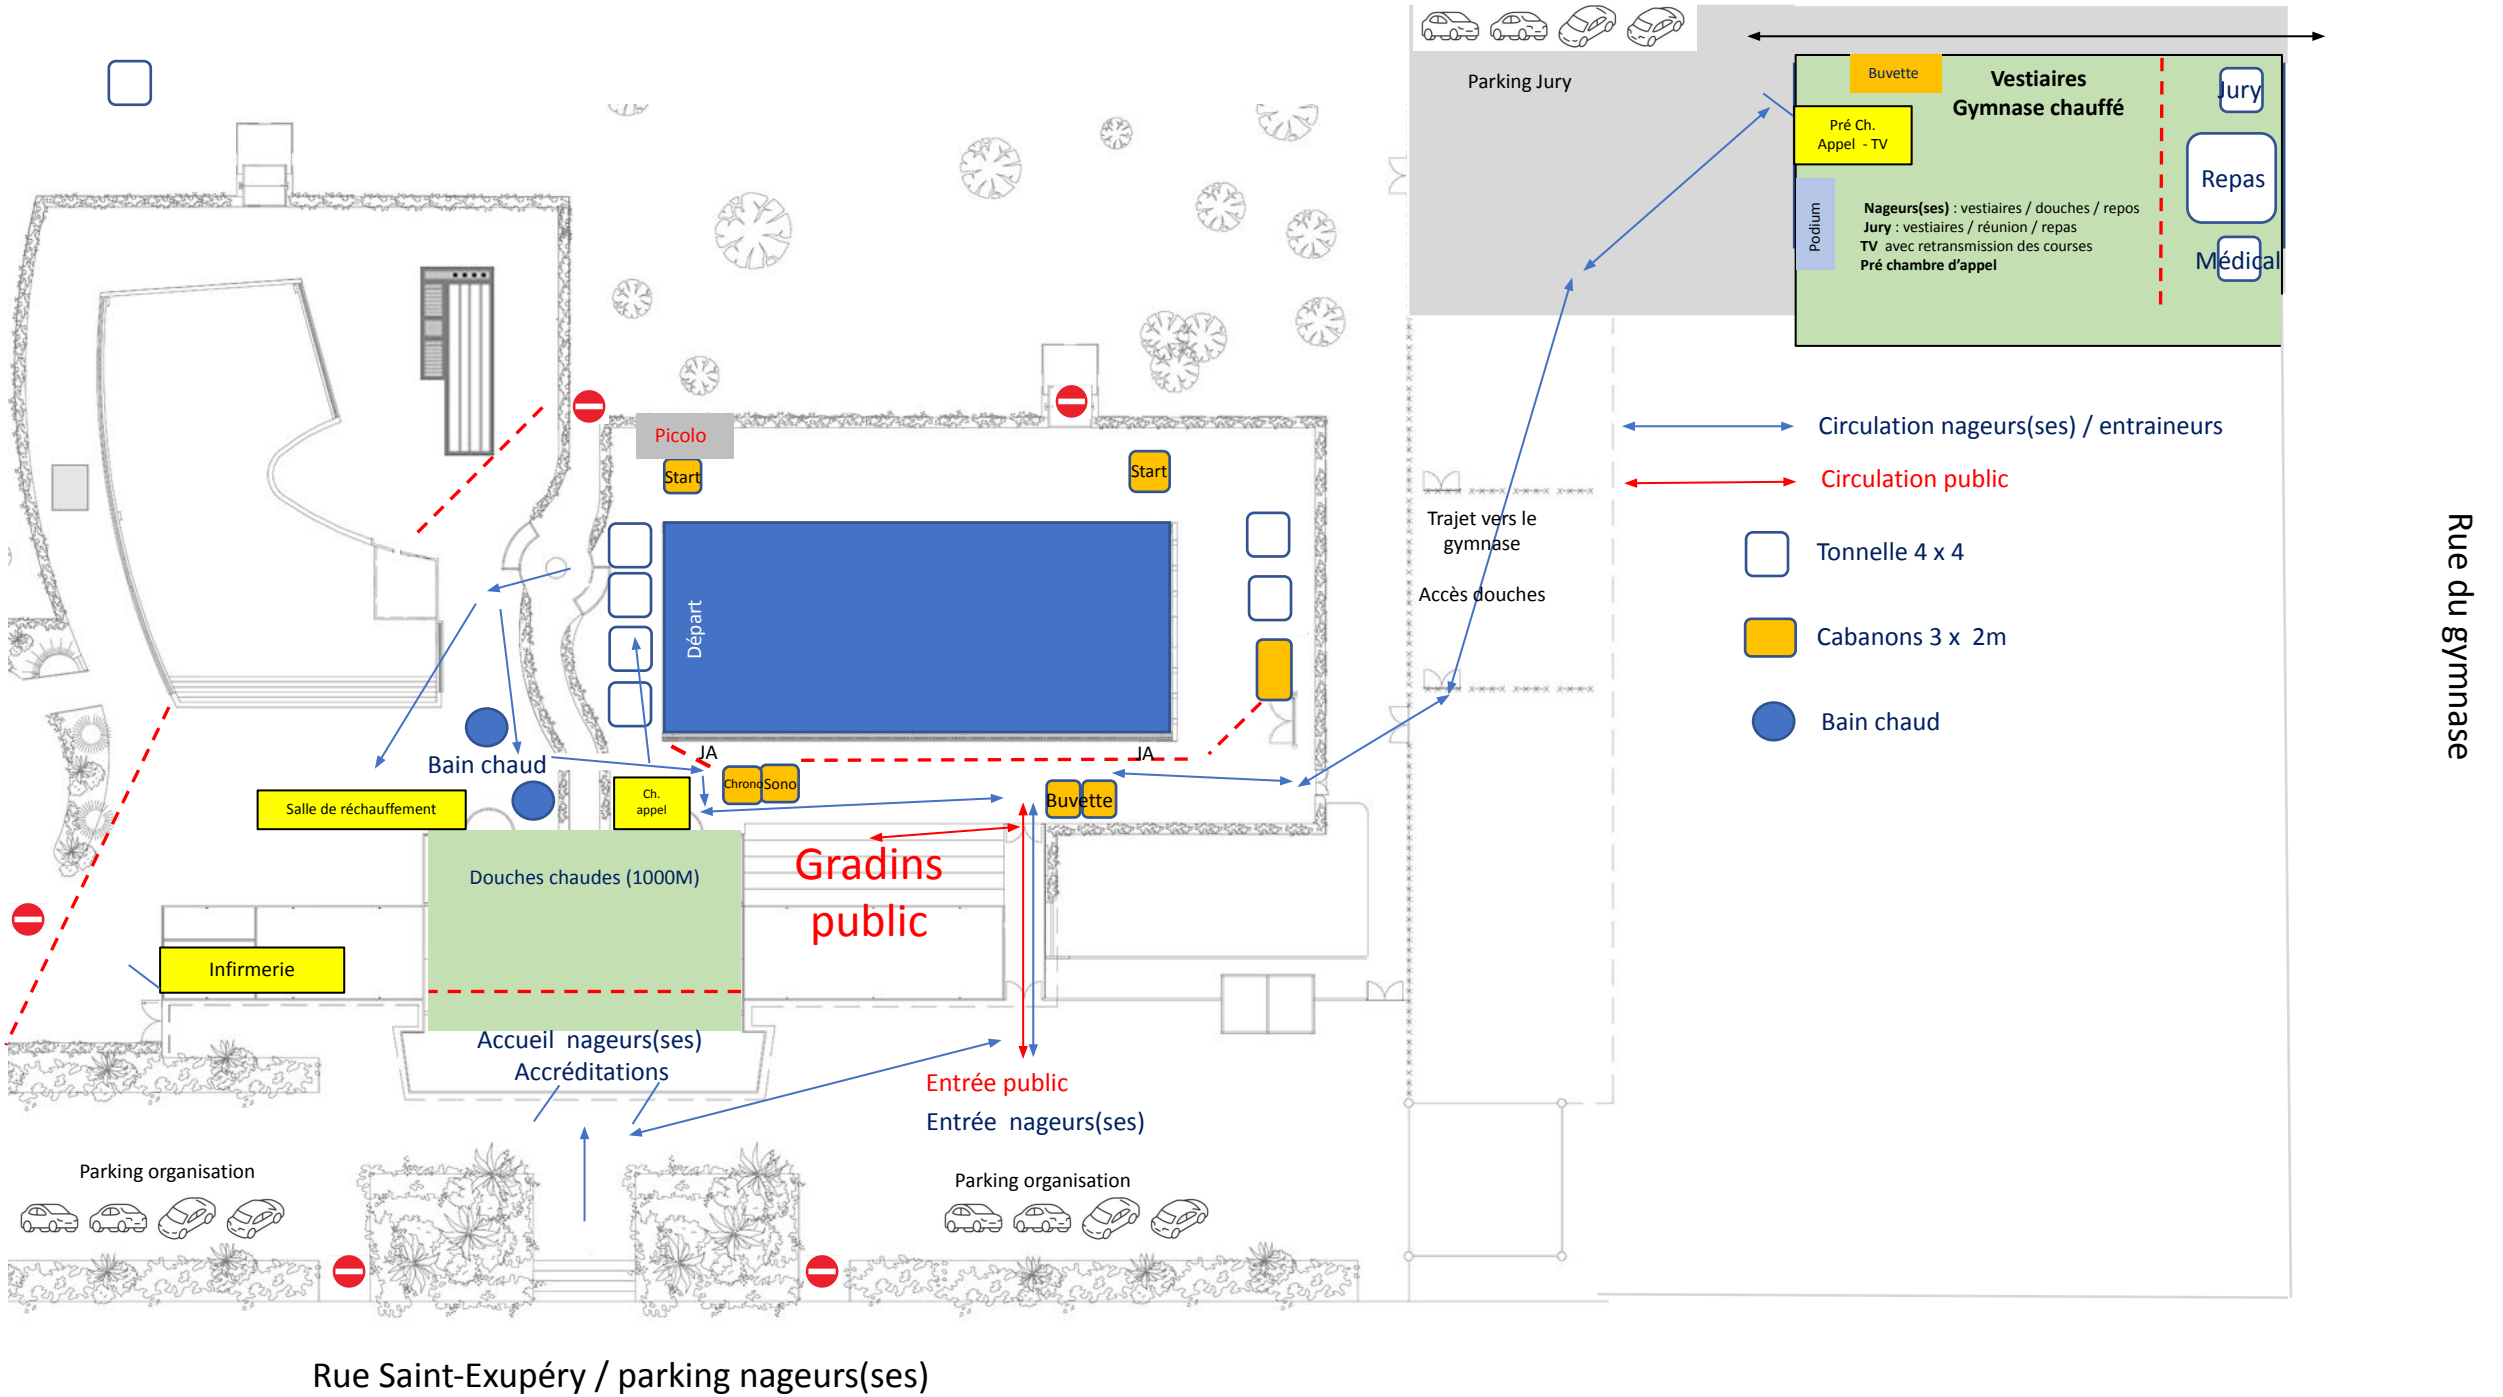 Parking Jury
Buvette
Vestiaires
Gymnase chauffé
Jury
Pré Ch.
Appel - TV
Repas
Podium
Nageurs(ses) : vestiaires / douches / repos
Jury : vestiaires / réunion / repas
TV avec retransmission des courses
Pré chambre d'appel
Médical
Picolo
Start
Start
Circulation nageurs(ses) / entraineurs
Circulation public
Trajet vers le
gymnase
Tonnelle 4 x 4
Accès douches
Départ
Cabanons 3 x 2m
Rue du gymnase
Bain chaud
JA
JA
Bain chaud
Chrono
Sono
Ch.
appel
Buvette
Salle de réchauffement
Gradins
public
Douches chaudes (1000M)
Infirmerie
Accueil nageurs(ses)
Accréditations
Entrée public
Entrée nageurs(ses)
Parking organisation
Parking organisation
Rue Saint-Exupéry / parking nageurs(ses)